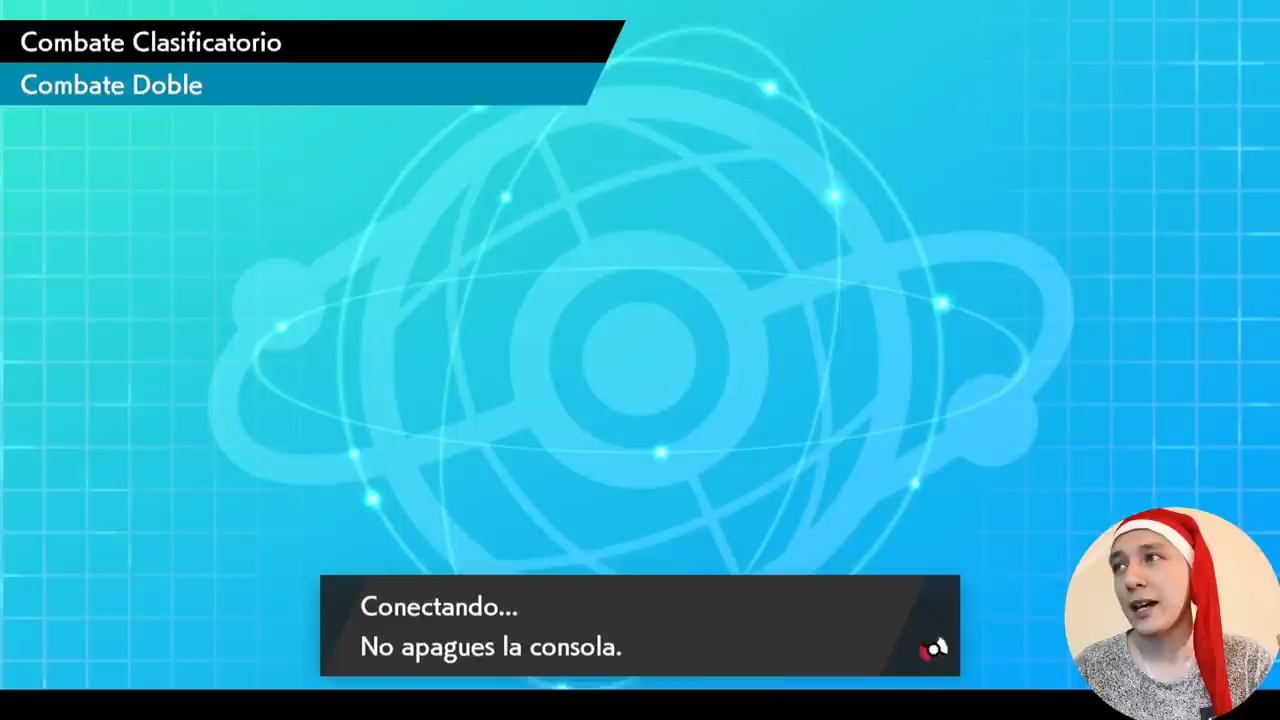 Combate Clasificatorio
Combate Doble
Conectando...
No apagues la consola.